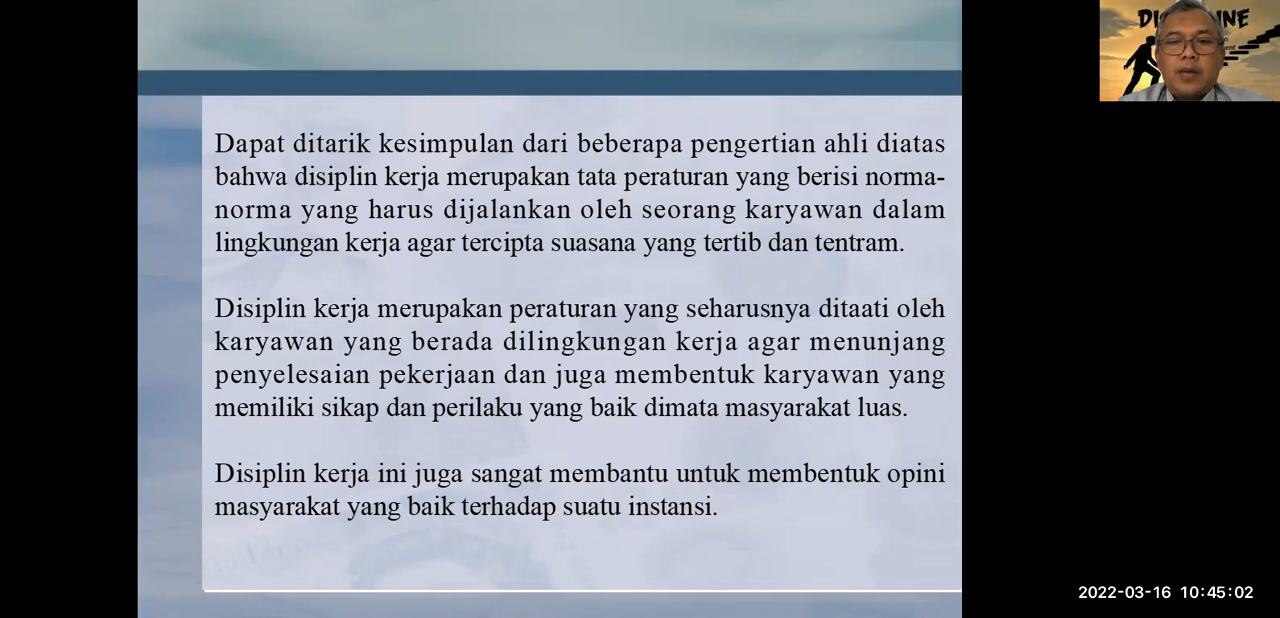 Dapat ditarik kesimpulan dari beberapa pengertian ahli diatas
bahwa disiplin kerja merupakan tata peraturan yang berisi norma-
norma yang harus dijalankan oleh seorang karyawan dalam
lingkungan kerja agar tercipta suasana yang tertib dan tentram.
Disiplin kerja merupakan peraturan yang seharusnya ditaati oleh
karyawan yang berada dilingkungan kerja agar menunjang
penyelesaian pekerjaan dan juga membentuk karyawan yang
memiliki sikap dan perilaku yang baik dimata masyarakat luas.
Disiplin kerja ini juga sangat membantu untuk membentuk opini
masyarakat yang baik terhadap suatu instansi.
2022-03-16 10:45:02